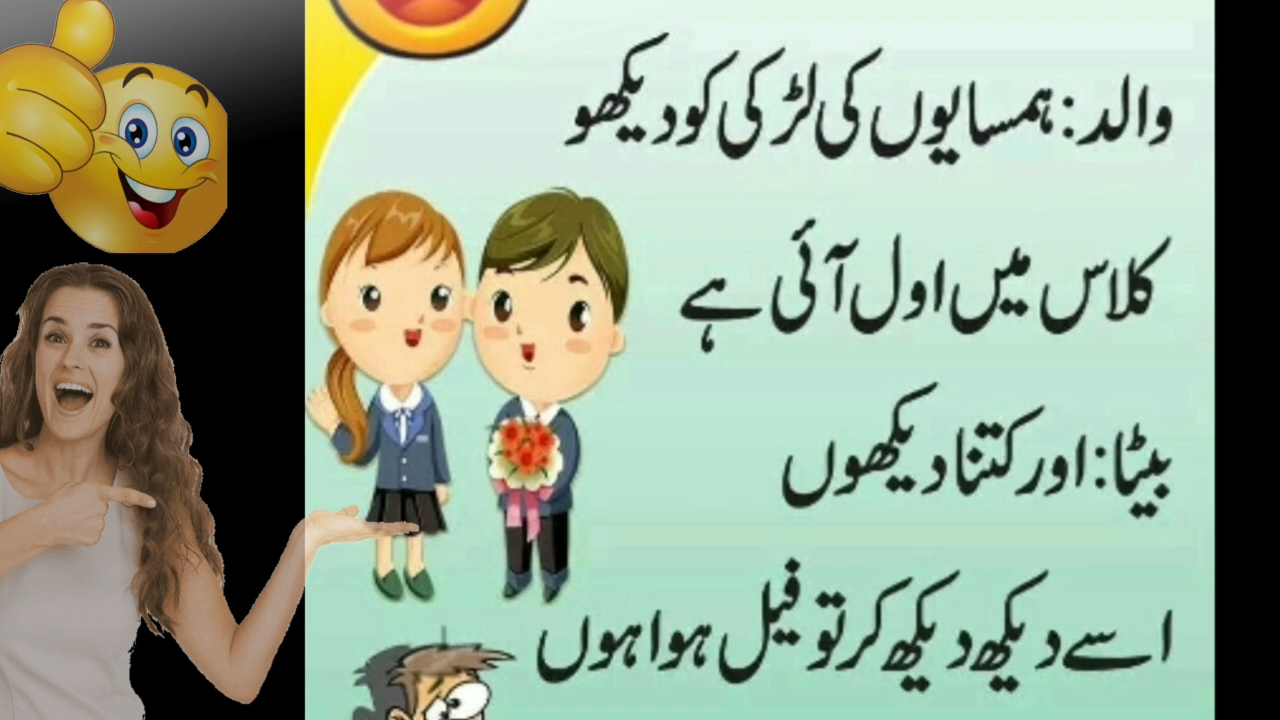 والد: ہمسایوں کی لڑکی کو دیکھو
کلاس میں اول آئی ہے
بیٹا: اور کتنا دیکھوں
اسے دیکھ دیکھ کر تو فیل ہوا ہوں